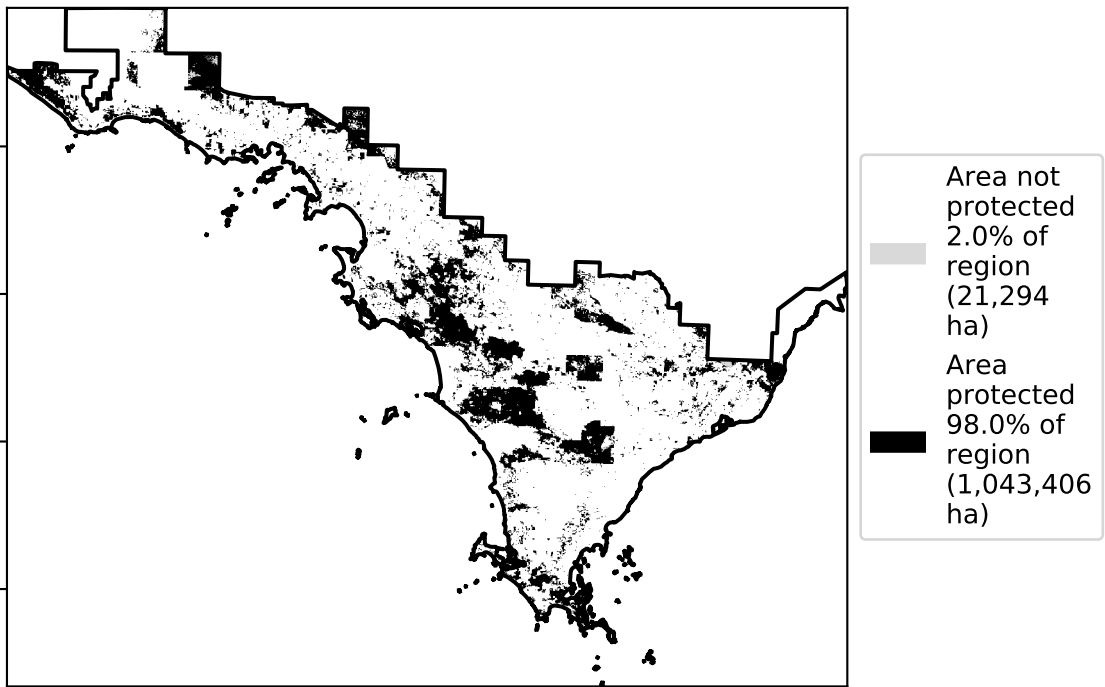 Area not
protected
2.0% of
region
(21,294
ha)
Area
protected
98.0% of
region
(1,043,406
ha)